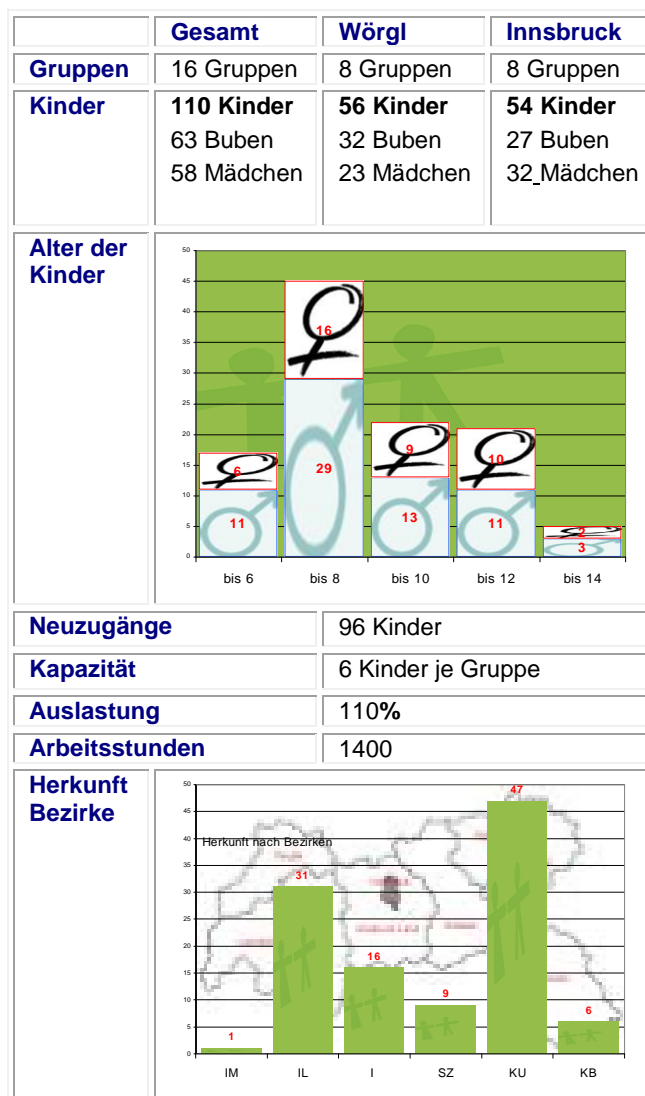 Gesamt Wörgl Innsbruck
Gruppen 16 Gruppen 8 Gruppen 8 Gruppen
Kinder 110 Kinder 56 Kinder 54 Kinder
63 Buben 32 Buben 27 Buben
58 Mädchen 23 Mädchen 32 Mädchen
Alter der
Kinder
50
45
40
35
30
25
20
15
10
5
0
16
29
6
11
9
13
10
11
2
3
bis 6 bis 8 bis 10 bis 12 bis 14
Neuzugänge 96 Kinder
Kapazität 6 Kinder je Gruppe
Auslastung 110%
Arbeitsstunden 1400
Herkunft
Bezirke
Herkunft nach Bezirken
50
45
40
35
30
25
20
15
10
5
0
1
31
16
9
47
6
IM IL I SZ KU KB